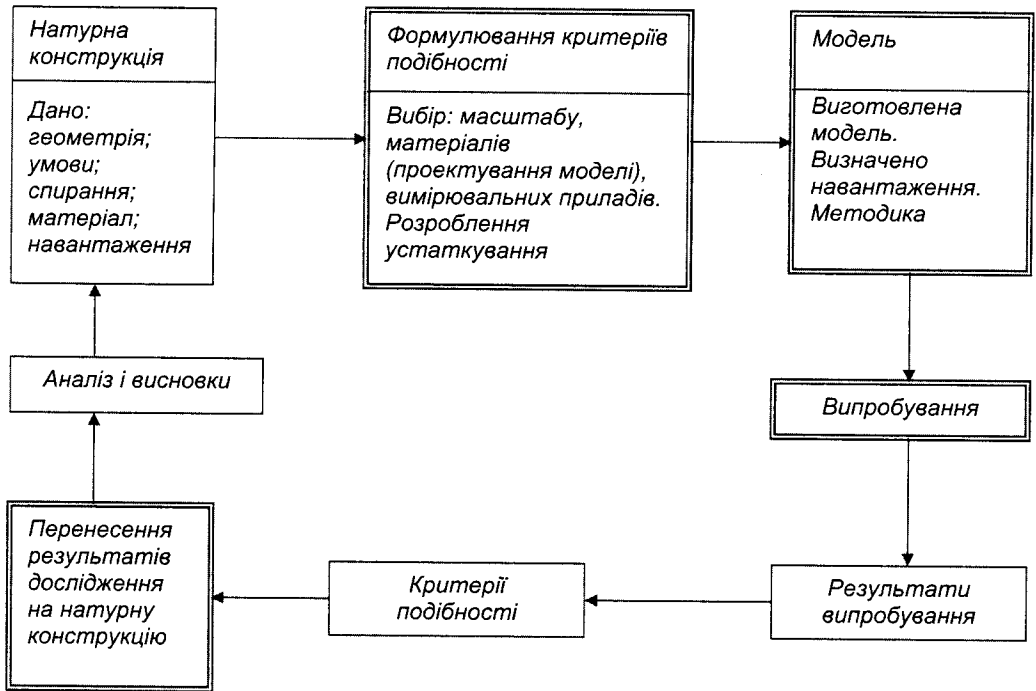 Натурна
конструкція
Дано:
геометрія;
умови;
спирання;
матеріал;
навантаження
Формулювання критеріїв
подібності
Вибір: масштабу,
матеріалів
(проектування моделі),
вимірювальних приладів.
Розроблення
устаткування
Модель
Виготовлена
модель.
Визначено
навантаження.
Методика
Аналіз і висновки
Випробування
Перенесення
результатів
дослідження
на натурну
конструкцію
Критерії
подібності
Результати
випробування